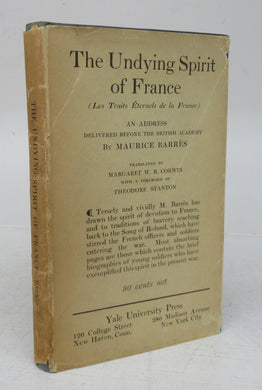 The Undying Spirit
of France
(Les Traits Éternels de la France)
AN ADDRESS
DELIVERED BEFORE THE BRITISH ACADEMY
By MAURICE BARRÈS
TRANSLATED BY
MARGARET W. B. CORWIN
WITH A FOREWORD BY
THEODORE STANTON
¶ Tersely and vividly M. Barrès has
drawn the spirit of devotion to France,
and to traditions of bravery reaching
back to the Song of Roland, which have
stirred the French officers and soldiers
entering the war. Most absorbing
pages are those which contain the brief
biographies of young soldiers who have
exemplified this spirit in the present war.
80 cents net
Yale University Press
120 College Street
New Haven, Conn.
280 Madison Avenue
New York City
THE UNDYING SPIRIT OF FRANCE